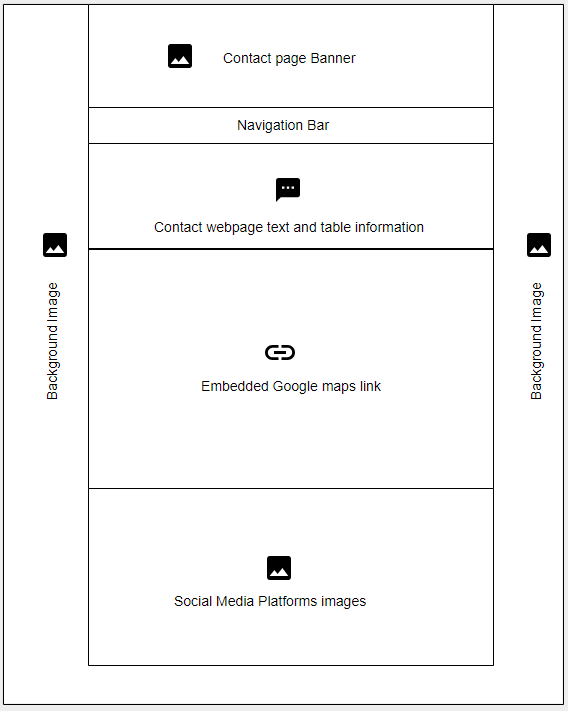 Contact page Banner
Navigation Bar
Contact webpage text and table information
Background Image
Background Image
Embedded Google maps link
Social Media Platforms images